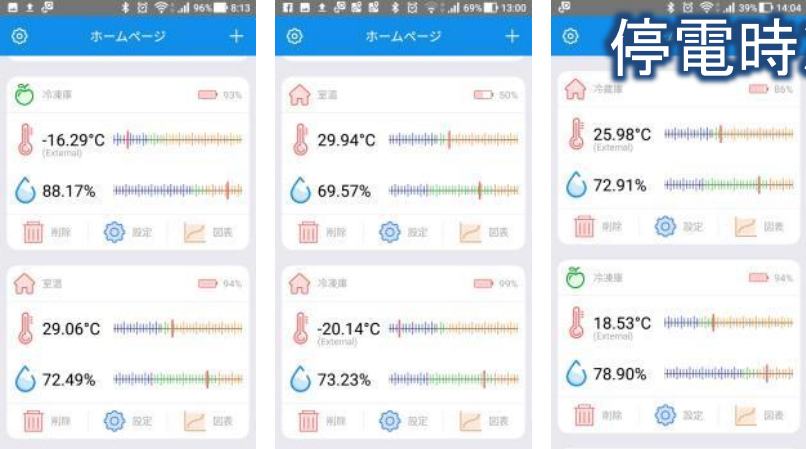 96% 8:13
ホームページ
冷凍庫 93%
-16.29°C
(External)
88.17%
削除 設定 図表
室温 94%
29.06°C
72.49%
削除 設定 図表
69% 13:00
ホームページ
室温 50%
29.94°C
69.57%
削除 設定 図表
冷凍庫 99%
-20.14°C
(External)
73.23%
削除 設定 図表
39% 14:04
停電時
冷蔵庫 86%
25.98°C
(External)
72.91%
削除 設定 図表
冷凍庫 94%
18.53°C
(External)
78.90%
削除 設定 図表